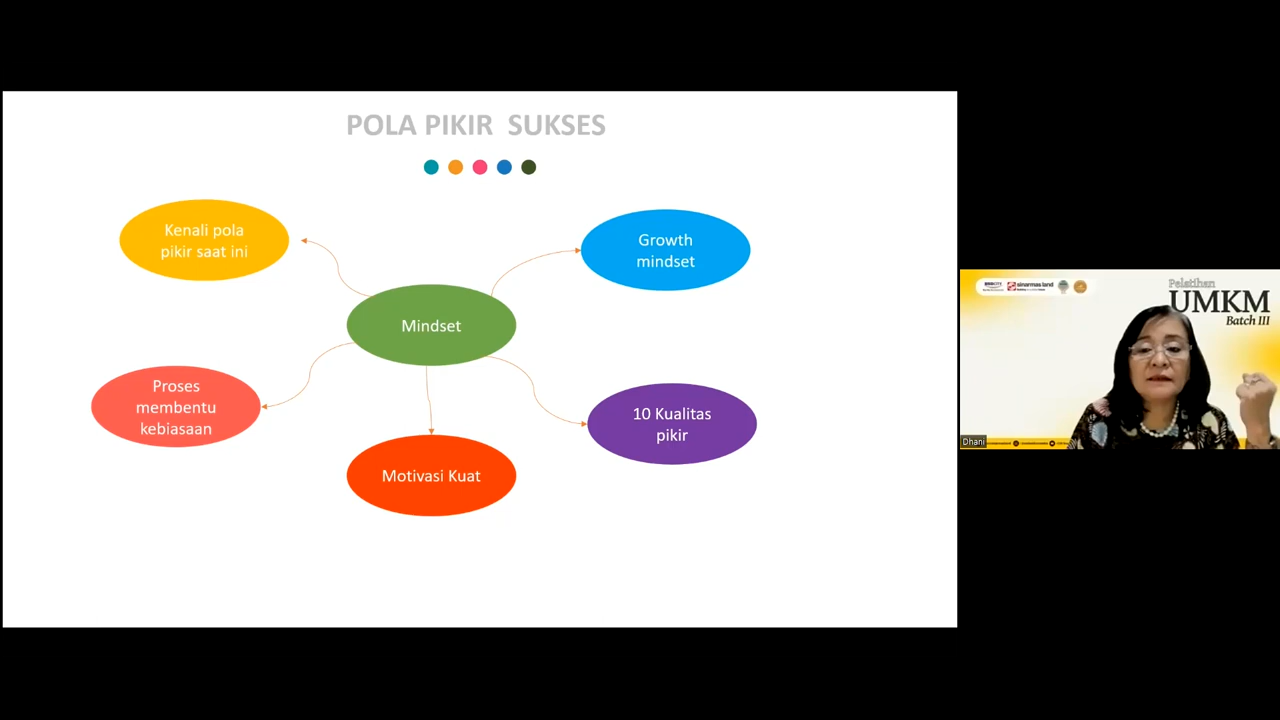 POLA PIKIR SUKSES
Kenali pola
pikir saat ini
Growth
mindset
Mindset
Proses
membentu
kebiasaan
10 Kualitas
pikir
Motivasi Kuat
sinarmas land
Pelatihan
UMKM
Batch III
Dhani